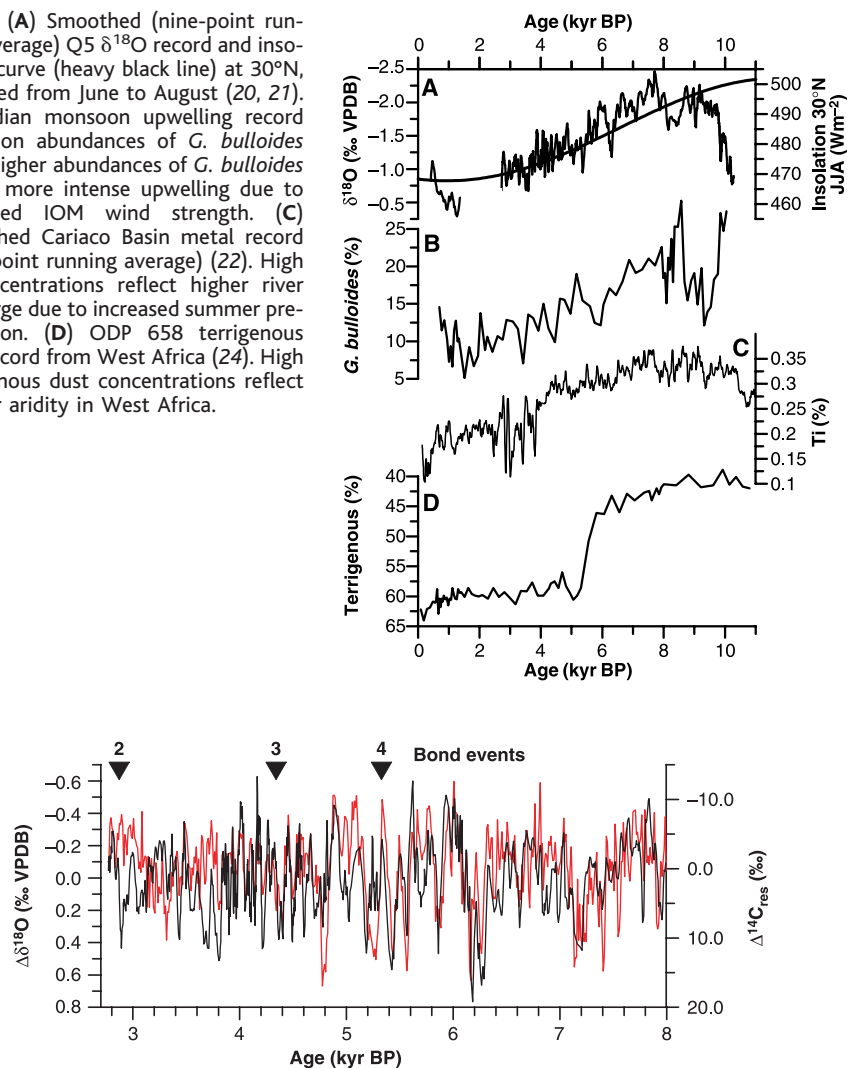 (A) Smoothed (nine-point run-
verage) Q5 δ18O record and inso-
curve (heavy black line) at 30°N,
ed from June to August (20, 21).
dian monsoon upwelling record
on abundances of G. bulloides
igher abundances of G. bulloides
more intense upwelling due to
ed IOM wind strength. (C)
hed Cariaco Basin metal record
point running average) (22). High
centrations reflect higher river
rge due to increased summer pre-
on. (D) ODP 658 terrigenous
ecord from West Africa (24). High
nous dust concentrations reflect
r aridity in West Africa.
Age (kyr BP)
0 2 4 6 8 10
A
δ18O (‰ VPDB)
−2.5
−2.0
−1.5
−1.0
−0.5
500
490
480
470
460
Insolation 30°N
JJA (Wm-2)
B
G. bulloides (%)
25
20
15
10
5
C
0.35
0.3
0.25
0.2
0.15
0.1
Ti (%)
D
Terrigenous (%)
40
45
50
55
60
65
0 2 4 6 8 10
Age (kyr BP)
2 3 4 Bond events
Δδ18O (‰ VPDB)
−0.6
−0.4
−0.2
0.0
0.2
0.4
0.6
0.8
−10.0
0.0
10.0
20.0
Δ14Cres (‰)
3 4 5 6 7 8
Age (kyr BP)